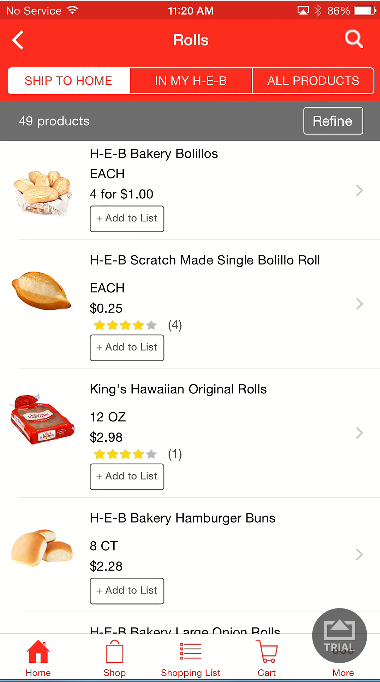 No Service 11:20 AM 86%
Rolls
SHIP TO HOME IN MY H-E-B ALL PRODUCTS
49 products Refine
H-E-B Bakery Bolillos
EACH
4 for $1.00
+ Add to List
H-E-B Scratch Made Single Bolillo Roll
EACH
$0.25
(4)
+ Add to List
King's Hawaiian Original Rolls
12 OZ
$2.98
(1)
+ Add to List
H-E-B Bakery Hamburger Buns
8 CT
$2.28
+ Add to List
H-E-B Bakery Large Onion Rolls
TRIAL
Home Shop Shopping List Cart More